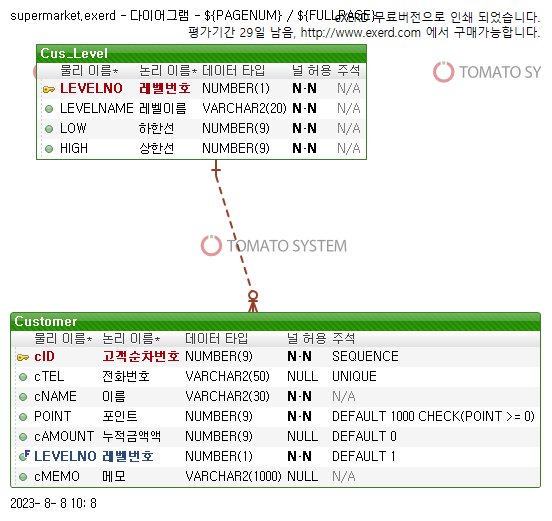 supermarket,exerd - 다이어그램 - ${PAGENUM} / ${FULLPAGE}
eXERD 무료버전으로 인쇄 되었습니다.
평가기간 29일 남음, http://www.exerd.com 에서 구매가능합니다.
Cus_Level
물리 이름* 논리 이름* 데이터 타입 널 허용 주석
LEVELNO 레벨번호 NUMBER(1) N-N N/A
LEVELNAME 레벨이름 VARCHAR2(20) N-N N/A
LOW 하한선 NUMBER(9) N-N N/A
HIGH 상한선 NUMBER(9) N-N N/A
TOMATO SY
TOMATO SYSTEM
Customer
물리 이름* 논리 이름* 데이터 타입 널 허용 주석
cID 고객순차번호 NUMBER(9) N-N SEQUENCE
cTEL 전화번호 VARCHAR2(50) NULL UNIQUE
cNAME 이름 VARCHAR2(30) N-N N/A
POINT 포인트 NUMBER(9) N-N DEFAULT 1000 CHECK(POINT >= 0)
cAMOUNT 누적금액액 NUMBER(9) NULL DEFAULT 0
LEVELNO 레벨번호 NUMBER(1) N-N DEFAULT 1
cMEMO 메모 VARCHAR2(1000) NULL N/A
2023- 8- 8 10: 8